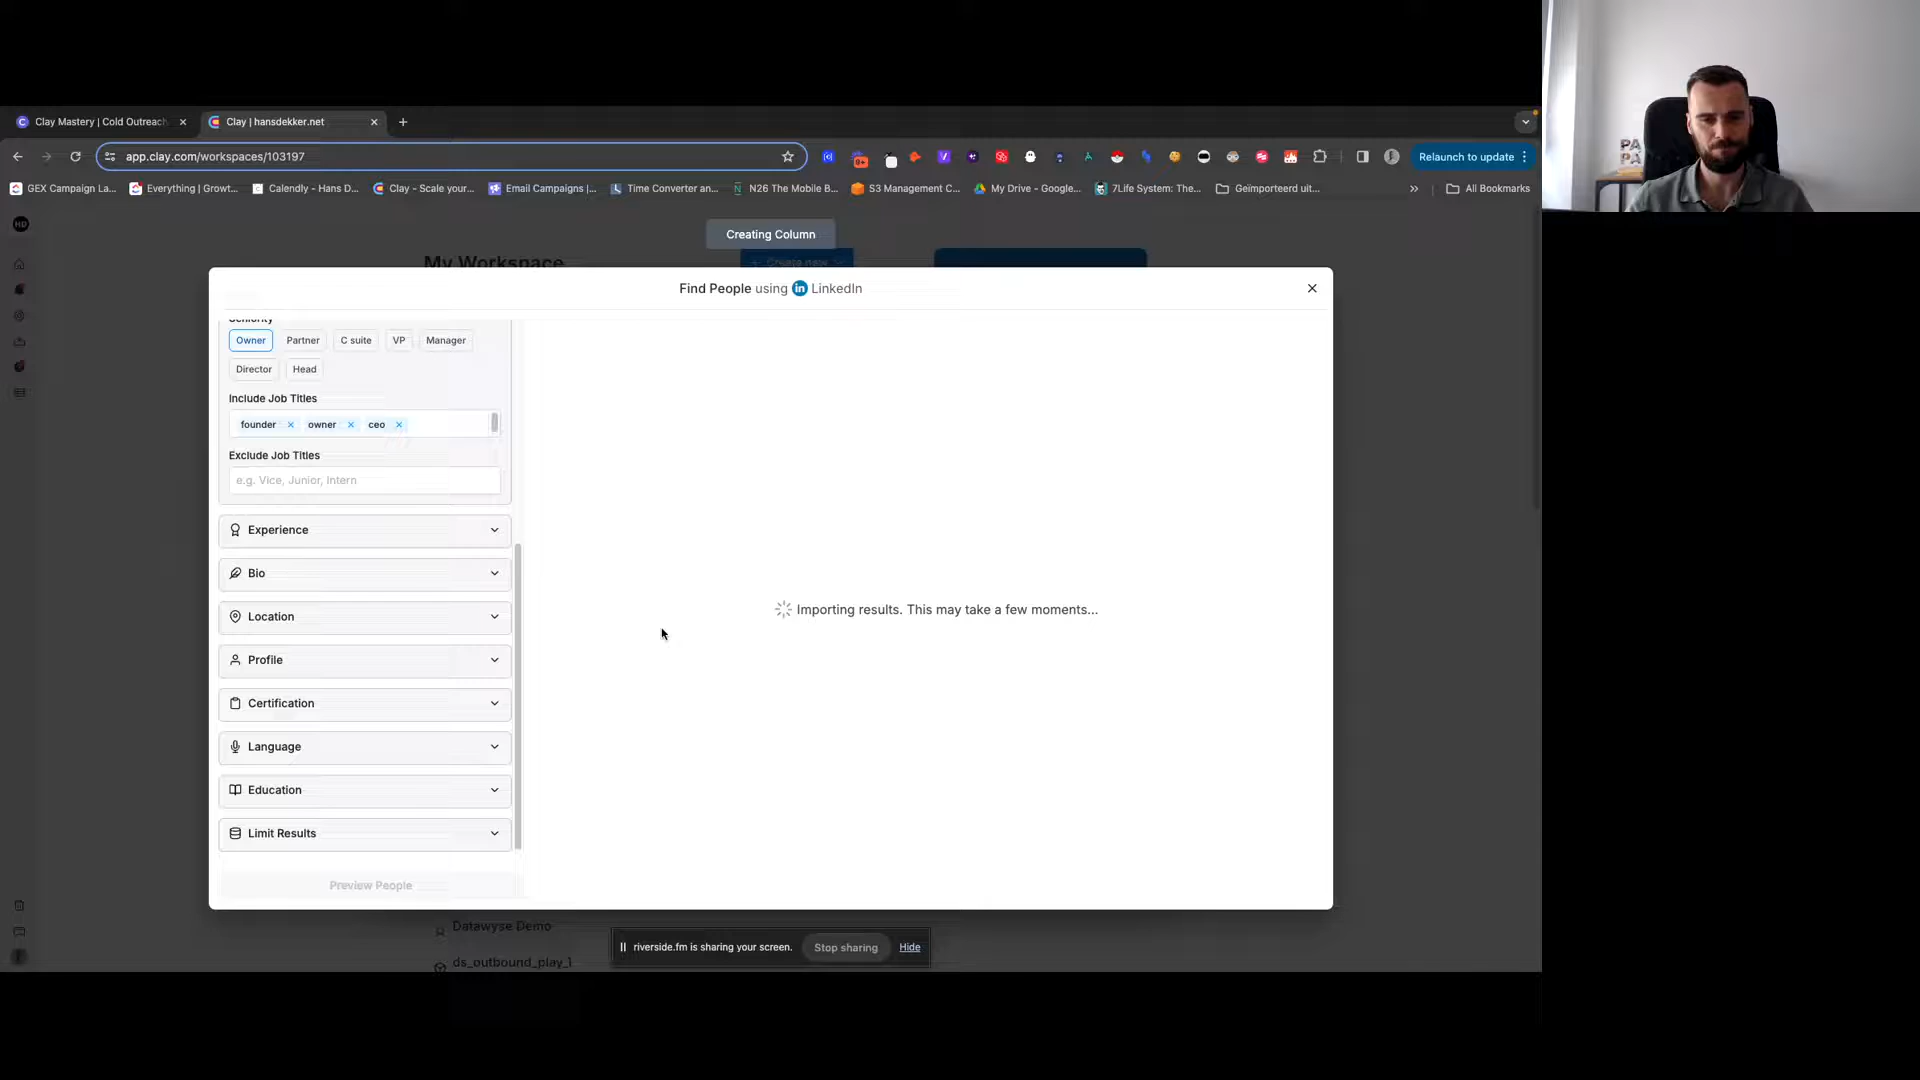 Clay Mastery | Cold Outreach
Clay | hansdekker.net
app.clay.com/workspaces/103197
Relaunch to update
GEX Campaign La...
Everything | Growt...
Calendly - Hans D...
Clay - Scale your...
Email Campaigns |...
Time Converter an...
N26 The Mobile B...
S3 Management C...
My Drive - Google...
7Life System: The...
Geïmporteerd uit...
All Bookmarks
HD
Creating Column
My Workspace
+ Create new
Find People using LinkedIn
Seniority
Owner
Partner
C suite
VP
Manager
Director
Head
Include Job Titles
founder
owner
ceo
Exclude Job Titles
e.g. Vice, Junior, Intern
Experience
Bio
Location
Profile
Certification
Language
Education
Limit Results
Preview People
Importing results. This may take a few moments...
Datawyse Demo
ds_outbound_play_1
riverside.fm is sharing your screen.
Stop sharing
Hide